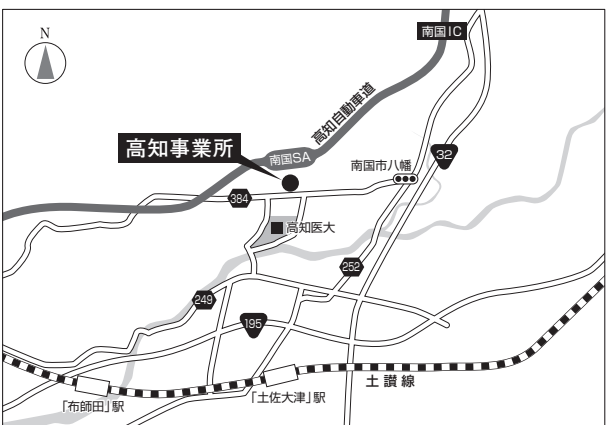 N
南国IC
高知自動車道
高知事業所
南国SA
南国市八幡
32
384
高知医大
252
249
195
土讃線
「布師田」駅
「土佐大津」駅